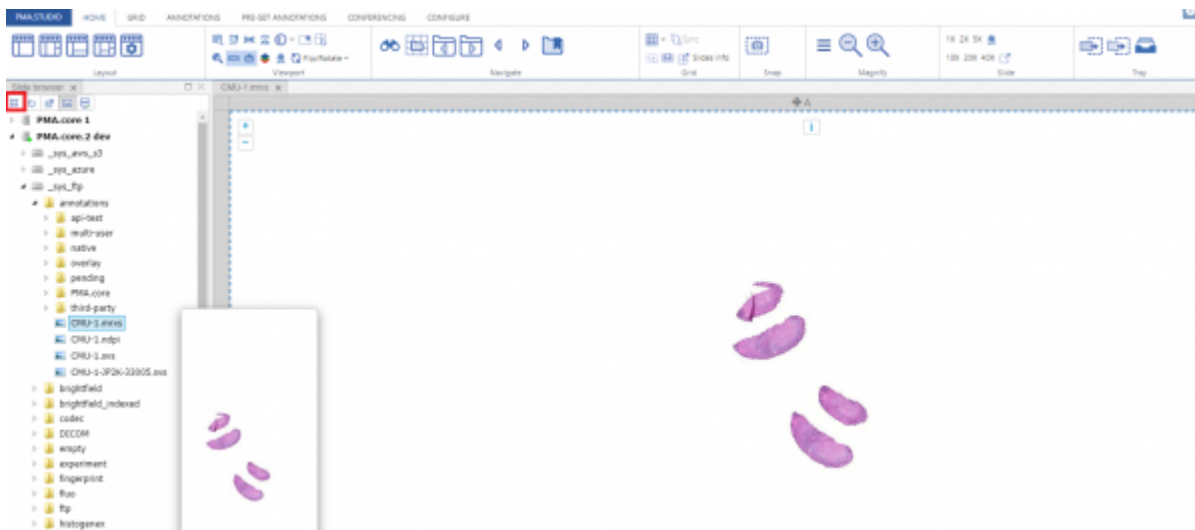 PMA.STUDIO HOME GRID ANNOTATIONS PRE-SET ANNOTATIONS CONFERENCING CONFIGURE
Sync
Flip/Rotate
Slides info
1X 2X 5X
10X 20X 40X
Layout Viewport Navigate Grid Snap Magnify Slide Tray
Slide browser x
CMU-1.mrxs x
A
PMA.core 1
PMA.core.2 dev
_sys_aws_s3
_sys_azure
_sys_ftp
annotations
api-test
multi-user
native
overlay
pending
PMA.core
third-party
CMU-1.mrxs
CMU-1.ndpi
CMU-1.svs
CMU-1-JP2K-33005.svs
brightfield
brightfield_indexed
codec
DICOM
empty
experiment
fingerprint
fluo
ftp
histogenex